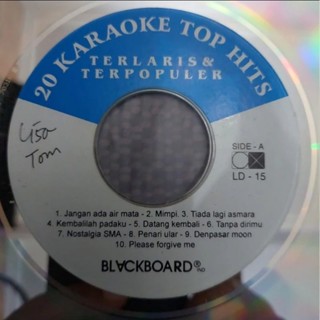 20 KARAOKE TOP HITS
TERLARIS &
TERPOPULER
Lisa
Tom
SIDE - A
LD - 15
1. Jangan ada air mata - 2. Mimpi. 3. Tiada lagi asmara
4. Kembalilah padaku - 5. Datang kembali - 6. Tanpa dirimu
7. Nostalgia SMA - 8. Penari ular - 9. Denpasar moon
10. Please forgive me
BLACKBOARD®